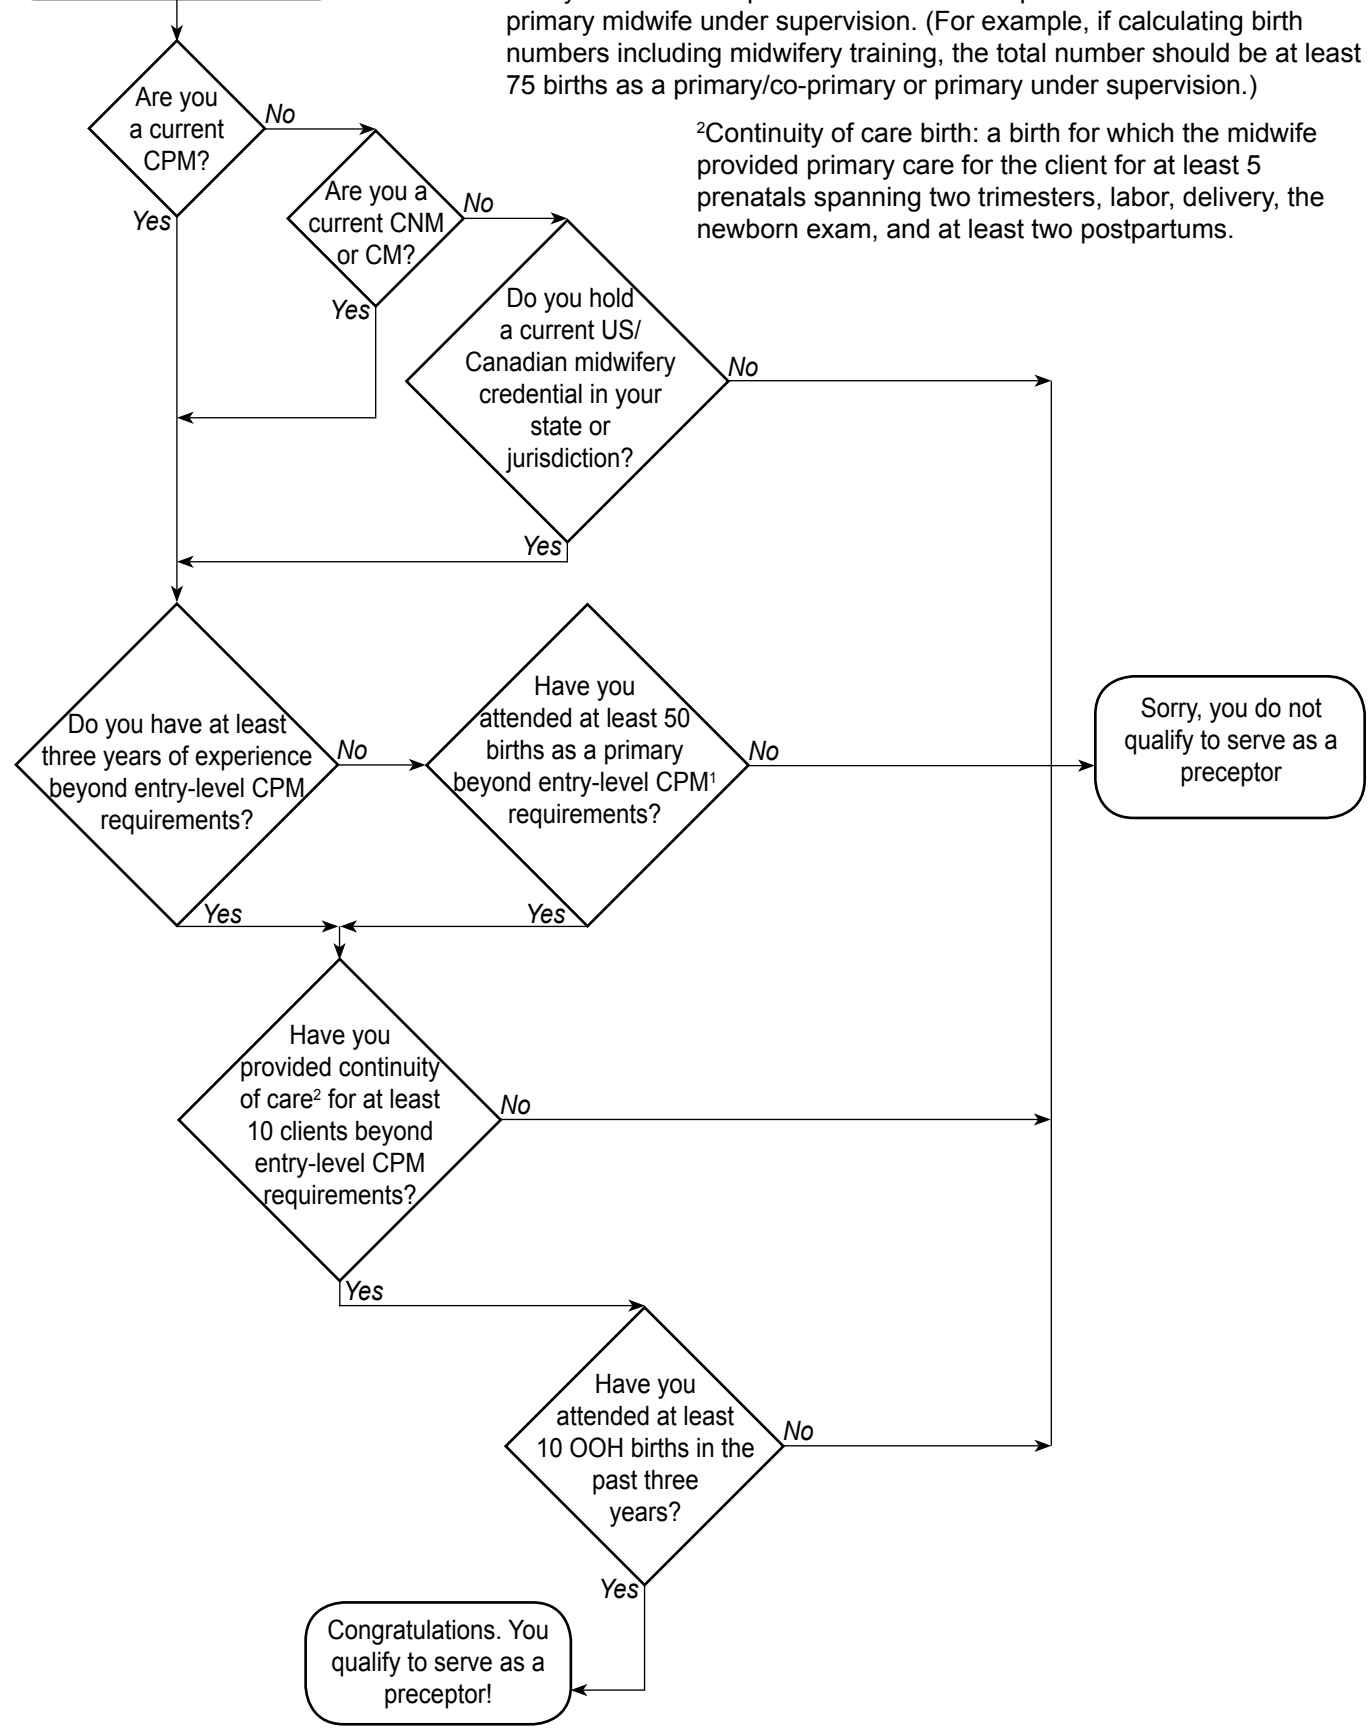 primary midwife under supervision. (For example, if calculating birth
numbers including midwifery training, the total number should be at least
75 births as a primary/co-primary or primary under supervision.)
²Continuity of care birth: a birth for which the midwife
provided primary care for the client for at least 5
prenatals spanning two trimesters, labor, delivery, the
newborn exam, and at least two postpartums.
Are you
a current
CPM?
No
Yes
Are you a
current CNM
or CM?
No
Yes
Do you hold
a current US/
Canadian midwifery
credential in your
state or
jurisdiction?
No
Yes
Do you have at least
three years of experience
beyond entry-level CPM
requirements?
No
Yes
Have you
attended at least 50
births as a primary
beyond entry-level CPM¹
requirements?
No
Yes
Sorry, you do not
qualify to serve as a
preceptor
Have you
provided continuity
of care² for at least
10 clients beyond
entry-level CPM
requirements?
No
Yes
Have you
attended at least
10 OOH births in the
past three
years?
No
Yes
Congratulations. You
qualify to serve as a
preceptor!